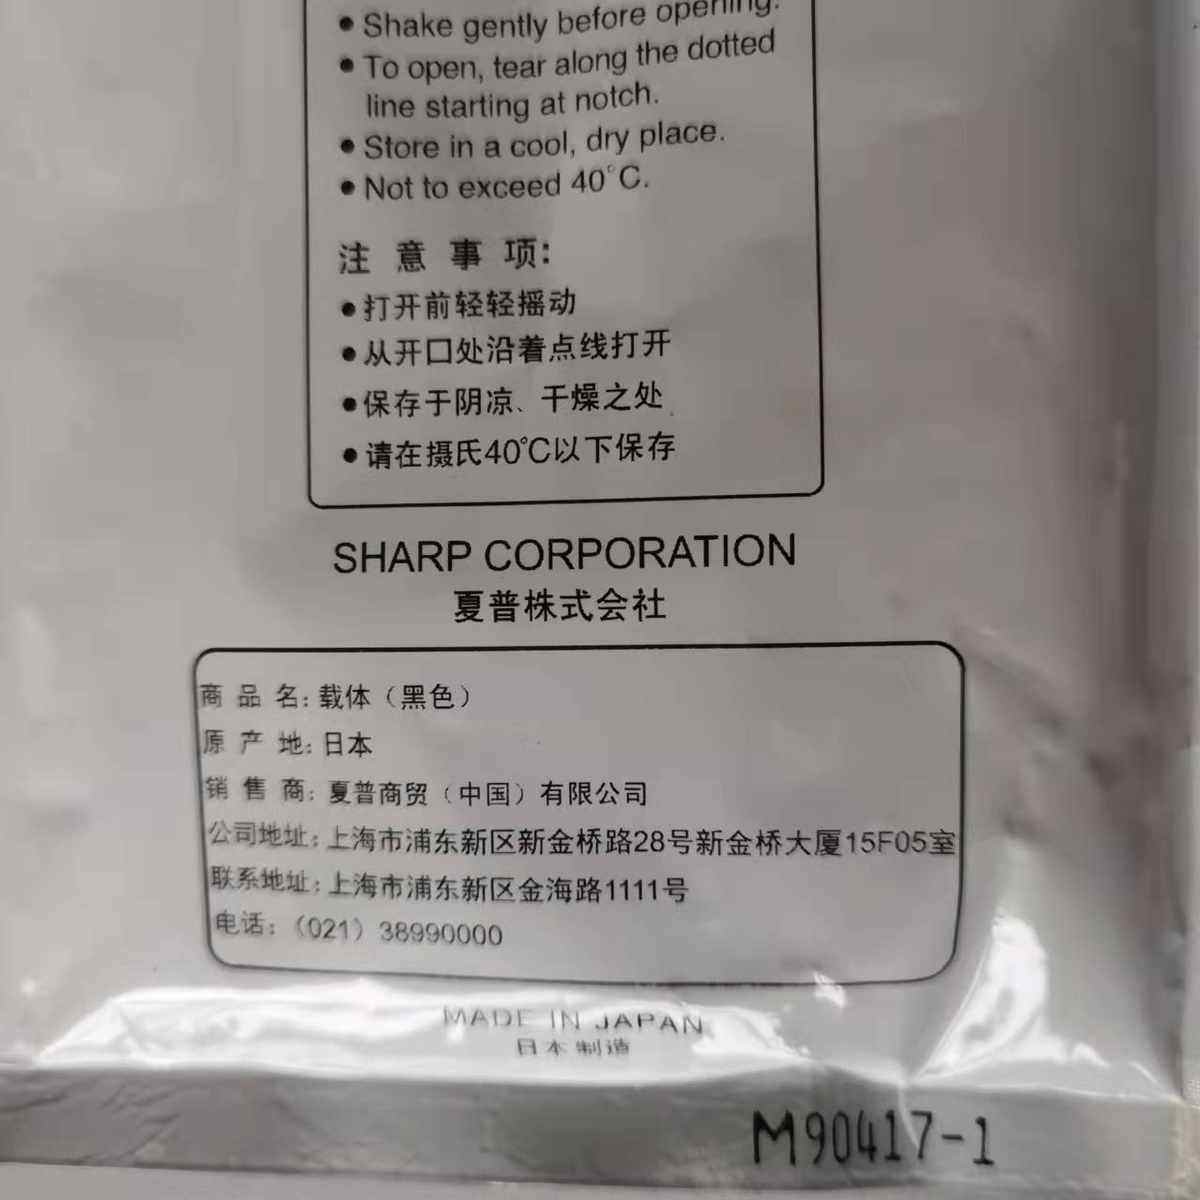 • Shake gently before opening.
• To open, tear along the dotted
line starting at notch.
• Store in a cool, dry place.
• Not to exceed 40°C.
注意事项:
•打开前轻轻摇动
•从开口处沿着点线打开
•保存于阴凉、干燥之处
•请在摄氏40℃以下保存
SHARP CORPORATION
夏普株式会社
商品名:载体（黑色）
原产地:日本
销售商:夏普商贸（中国）有限公司
公司地址:上海市浦东新区新金桥路28号新金桥大厦15F05室
联系地址:上海市浦东新区金海路1111号
电话:（021）38990000
MADE IN JAPAN
日本制造
M90417-1